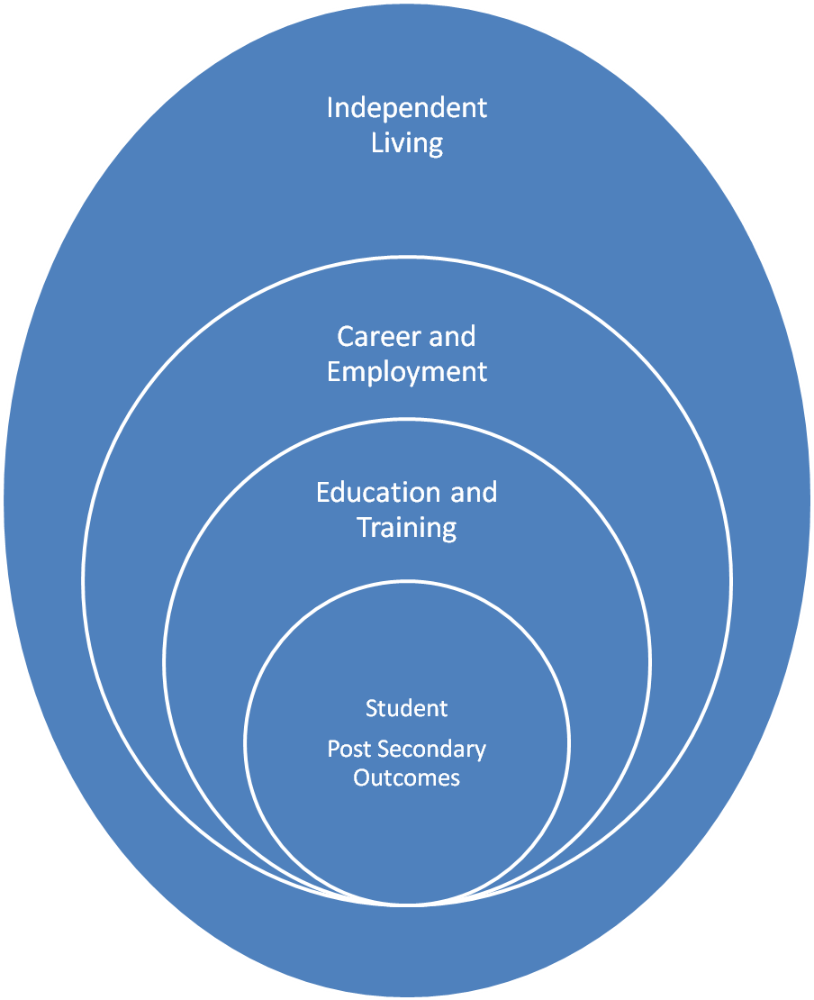 Independent
Living
Career and
Employment
Education and
Training
Student
Post Secondary
Outcomes